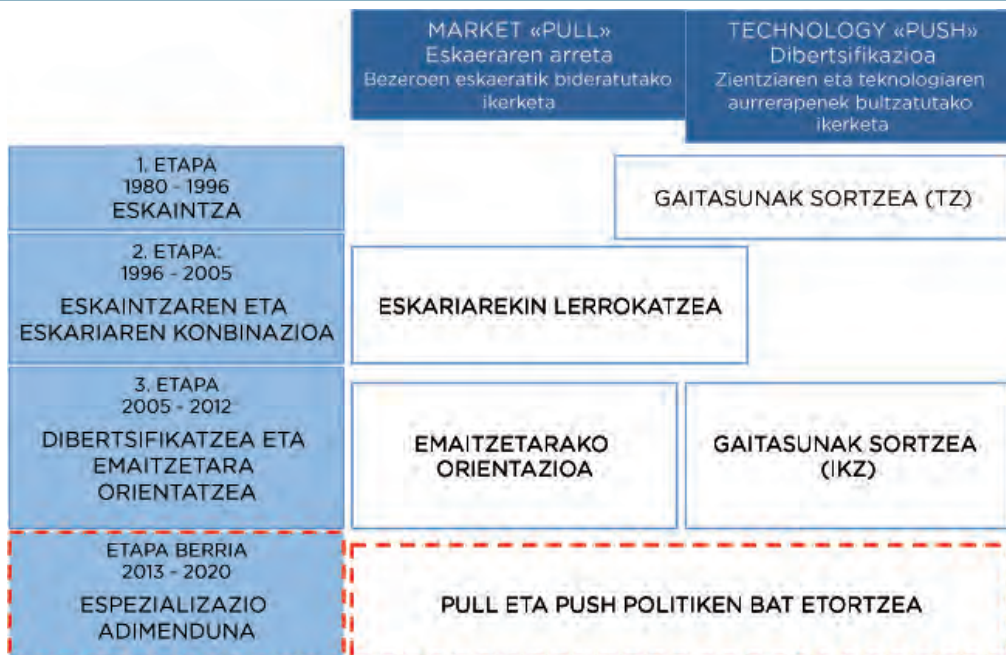 MARKET «PULL»
Eskaeraren arreta
Bezeroen eskaeratik bideratutako
ikerketa
TECHNOLOGY «PUSH»
Dibertsifikazioa
Zientziaren eta teknologiaren
aurrerapenek bultzatutako
ikerketa
1. ETAPA
1980 - 1996
ESKAINTZA
GAITASUNAK SORTZEA (TZ)
2. ETAPA:
1996 - 2005
ESKAINTZAREN ETA
ESKARIAREN KONBINAZIOA
ESKARIAREKIN LERROKATZEA
3. ETAPA
2005 - 2012
DIBERTSIFIKATZEA ETA
EMAITZETARA
ORIENTATZEA
EMAITZETARAKO
ORIENTAZIOA
GAITASUNAK SORTZEA
(IKZ)
ETAPA BERRIA
2013 - 2020
ESPEZIALIZAZIO
ADIMENDUNA
PULL ETA PUSH POLITIKEN BAT ETORTZEA